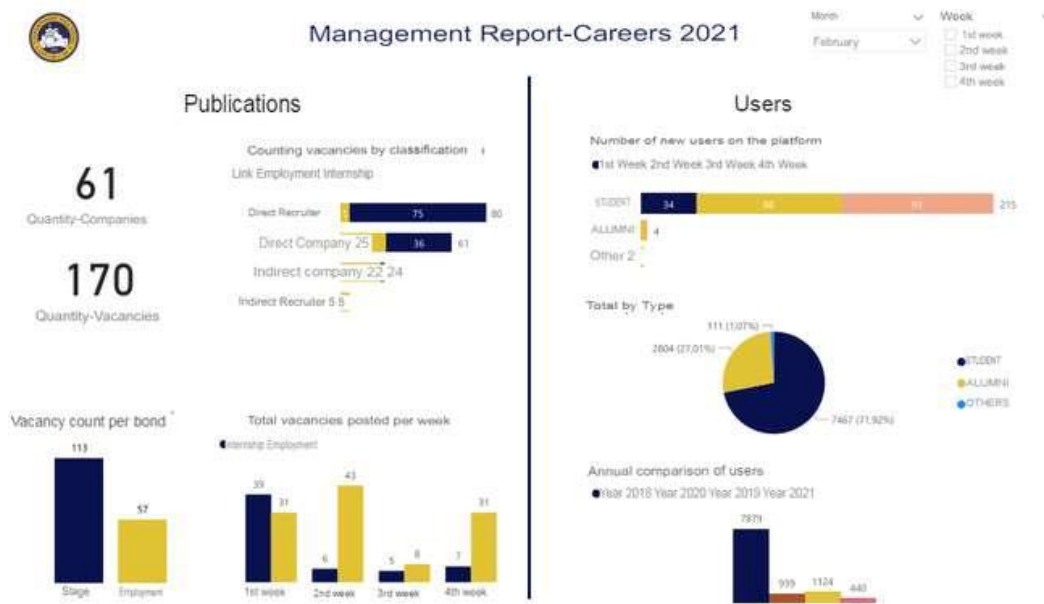 Management Report-Careers 2021
Month
February
Week
1st week
2nd week
3rd week
4th week
Publications
61
Quantity-Companies
170
Quantity-Vacancies
Counting vacancies by classification
Link Employment Internship
Direct Recruiter 75 80
Direct Company 25 36 61
Indirect company 22 24
Indirect Recruiter 5 5
Vacancy count per bond
113
57
Stage
Employment
Total vacancies posted per week
Internship Employment
39
31
6
43
5
8
7
31
1st week
2nd week
3rd week
4th week
Users
Number of new users on the platform
1st Week 2nd Week 3rd Week 4th Week
STUDENT 34 215
ALUMNI 4
Other 2
Total by Type
111 (1,07%)
2804 (27,01%)
7467 (71,92%)
STUDENT
ALUMNI
OTHERS
Annual comparison of users
Year 2018 Year 2020 Year 2019 Year 2021
7879
999
1124
440